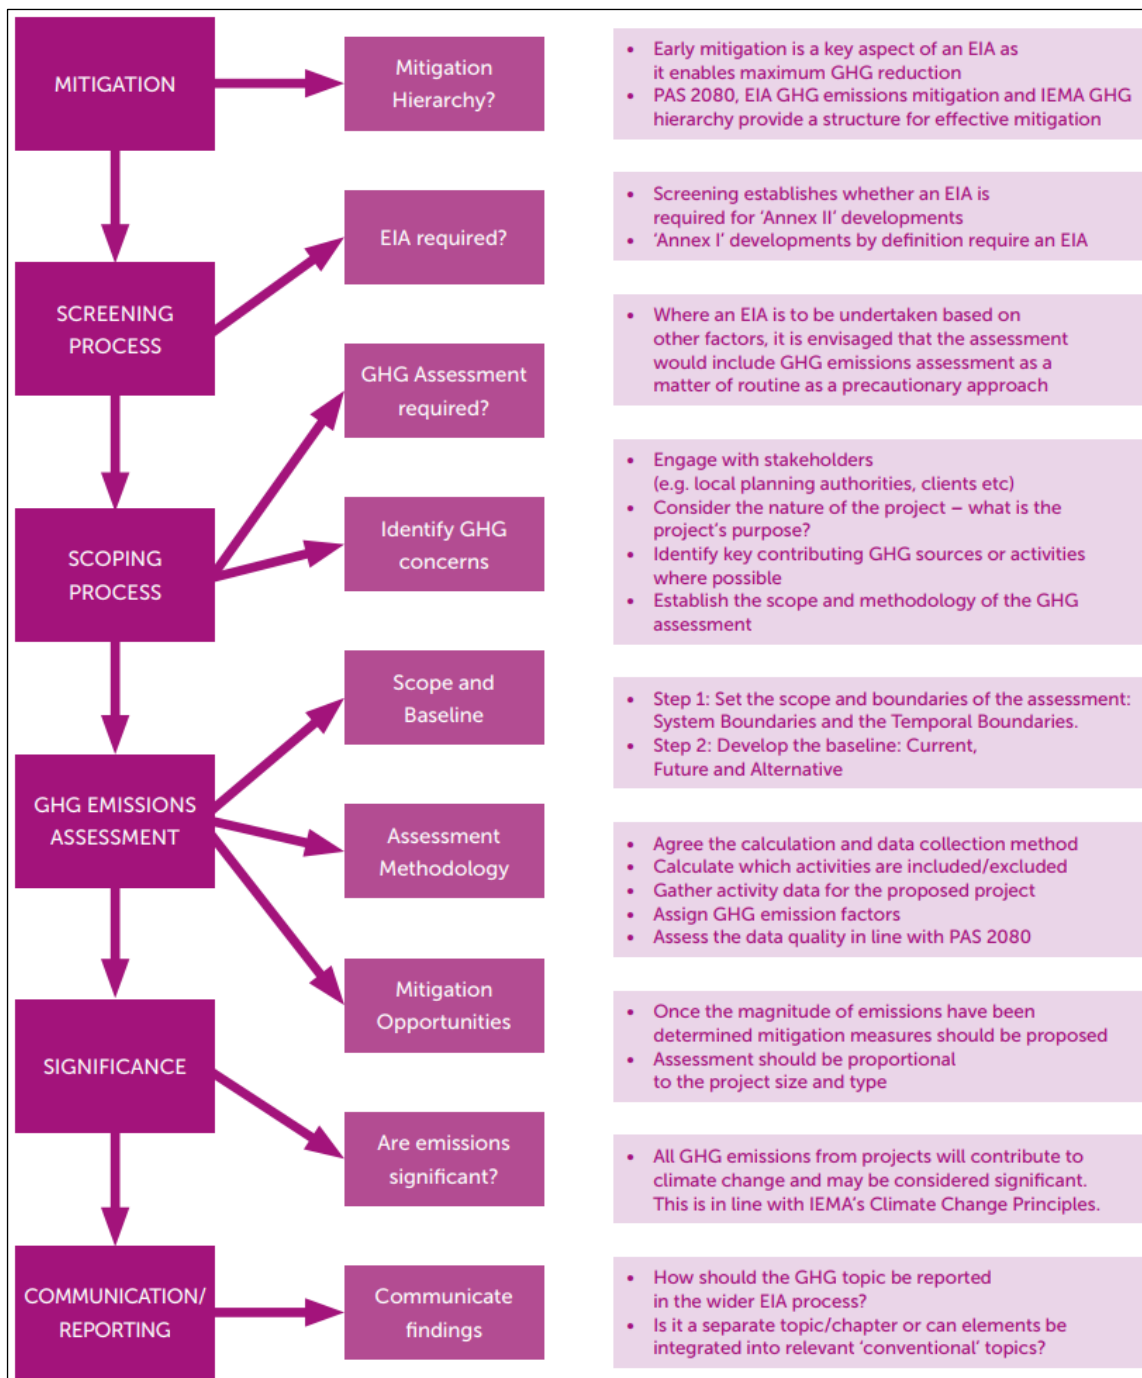 MITIGATION
Mitigation
Hierarchy?
• Early mitigation is a key aspect of an EIA as
it enables maximum GHG reduction
• PAS 2080, EIA GHG emissions mitigation and IEMA GHG
hierarchy provide a structure for effective mitigation
EIA required?
• Screening establishes whether an EIA is
required for ‘Annex II’ developments
• ‘Annex I’ developments by definition require an EIA
SCREENING
PROCESS
GHG Assessment
required?
• Where an EIA is to be undertaken based on
other factors, it is envisaged that the assessment
would include GHG emissions assessment as a
matter of routine as a precautionary approach
SCOPING
PROCESS
Identify GHG
concerns
• Engage with stakeholders
(e.g. local planning authorities, clients etc)
• Consider the nature of the project – what is the
project’s purpose?
• Identify key contributing GHG sources or activities
where possible
• Establish the scope and methodology of the GHG
assessment
Scope and
Baseline
• Step 1: Set the scope and boundaries of the assessment:
System Boundaries and the Temporal Boundaries.
• Step 2: Develop the baseline: Current,
Future and Alternative
GHG EMISSIONS
ASSESSMENT
Assessment
Methodology
• Agree the calculation and data collection method
• Calculate which activities are included/excluded
• Gather activity data for the proposed project
• Assign GHG emission factors
• Assess the data quality in line with PAS 2080
Mitigation
Opportunities
• Once the magnitude of emissions have been
determined mitigation measures should be proposed
• Assessment should be proportional
to the project size and type
SIGNIFICANCE
Are emissions
significant?
• All GHG emissions from projects will contribute to
climate change and may be considered significant.
This is in line with IEMA’s Climate Change Principles.
COMMUNICATION/
REPORTING
Communicate
findings
• How should the GHG topic be reported
in the wider EIA process?
• Is it a separate topic/chapter or can elements be
integrated into relevant ‘conventional’ topics?